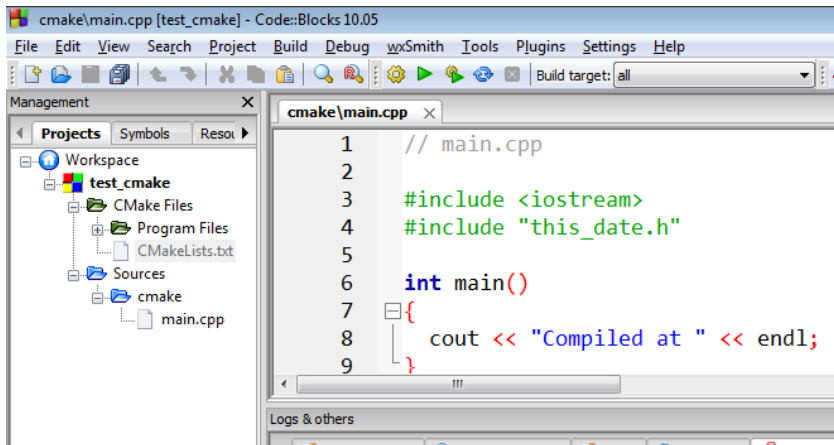 cmake\main.cpp [test_cmake] - Code::Blocks 10.05
File Edit View Search Project Build Debug wxSmith Tools Plugins Settings Help
Build target: all
Management
Projects Symbols
Workspace
test_cmake
CMake Files
Program Files
CMakeLists.txt
Sources
cmake
main.cpp
cmake\main.cpp
1 // main.cpp
2
3 #include <iostream>
4 #include "this_date.h"
5
6 int main()
7 {
8 cout << "Compiled at " << endl;
9 }
Logs & others